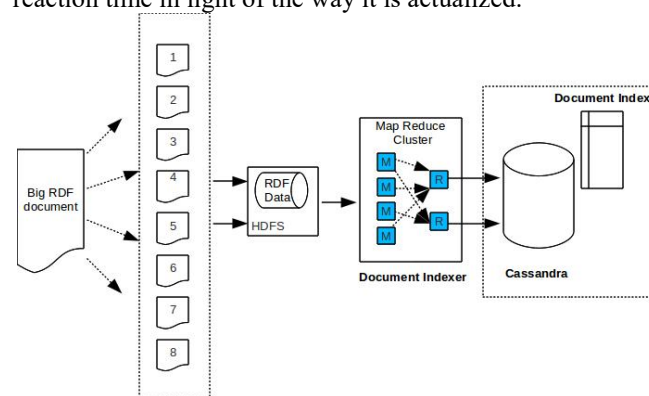 reaction time in light of the way it is actualized.
1
2
3
4
5
6
7
8
Big RDF
document
RDF
Data
HDFS
Map Reduce
Cluster
M
M
M
M
R
R
Document Indexer
Document Index
Cassandra